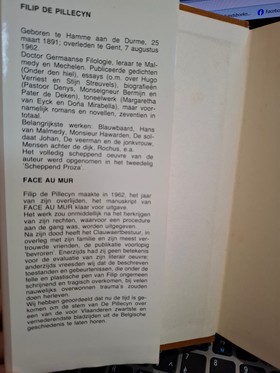 FILIP DE PILLECYN
Geboren te Hamme aan de Durme, 25
maart 1891; overleden te Gent, 7 augustus
1962.
Doctor Germaanse Filologie, leraar te Mal-
medy en Mechelen. Publiceerde gedichten
(Onder den hiel), essays (o.m. over Hugo
Verriest en Stijn Streuvels), biografieën
(Pastoor Denys, Monseigneur Bermijn en
Pater de Deken), toneelwerk (Margaretha
van Eyck en Doña Mirabella), maar voor-
namelijk romans en novellen, zeventien in
totaal.
Belangrijkste werken: Blauwbaard, Hans
van Malmedy, Monsieur Hawarden, De sol-
daat Johan, De veerman en de jonkvrouw,
Mensen achter de dijk, Rochus, e.a.
Het volledig scheppend oeuvre van de
auteur werd opgenomen in het tweedelig
"Scheppend Proza"
FACE AU MUR
Filip de Pillecyn maakte in 1962, het jaar
van zijn overlijden, het manuskript van
FACE AU MUR klaar voor uitgave.
Het werk zou onmiddellijk na het herkrijgen
van zijn rechten, waarvoor een procedure
aan de gang was, worden uitgegeven.
Na zijn dood heeft het Clauwaertbestuur, in
overleg met zijn familie en zijn meest ver-
trouwde vrienden, de publikatie voorlopig
'bevroren'. Enerzijds had zij geen betekenis
voor de evaluatie van zijn literair oeuvre,
anderzijds vreesden wij dat de beschreven
toestanden en gebeurtenissen, die onder de
felle en plastische pen van Filip ongemeen
schrijnend en tragisch overkomen, bij velen
nauwelijks overwonnen trauma's zouden
doen herleven.
Wij hebben geoordeeld dat nu de tijd is ge-
komen om de stem van De Pillecyn over
een van de voor Vlaanderen zwartste en
vernederendste bladzijden uit de Belgische
geschiedenis te laten horen.